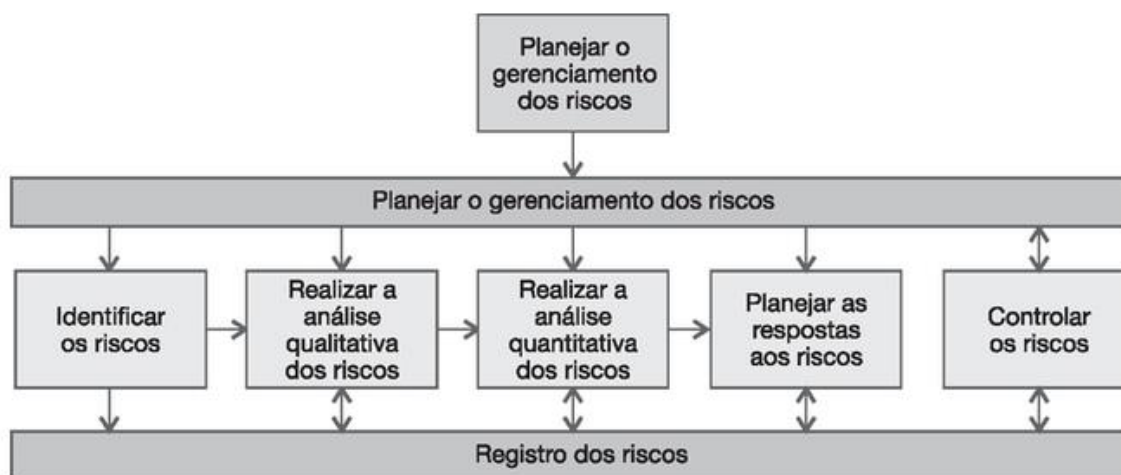 Planejar o
gerenciamento
dos riscos
Planejar o gerenciamento dos riscos
Identificar
os riscos
Realizar a
análise
qualitativa
dos riscos
Realizar a
análise
quantitativa
dos riscos
Planejar as
respostas
aos riscos
Controlar
os riscos
Registro dos riscos